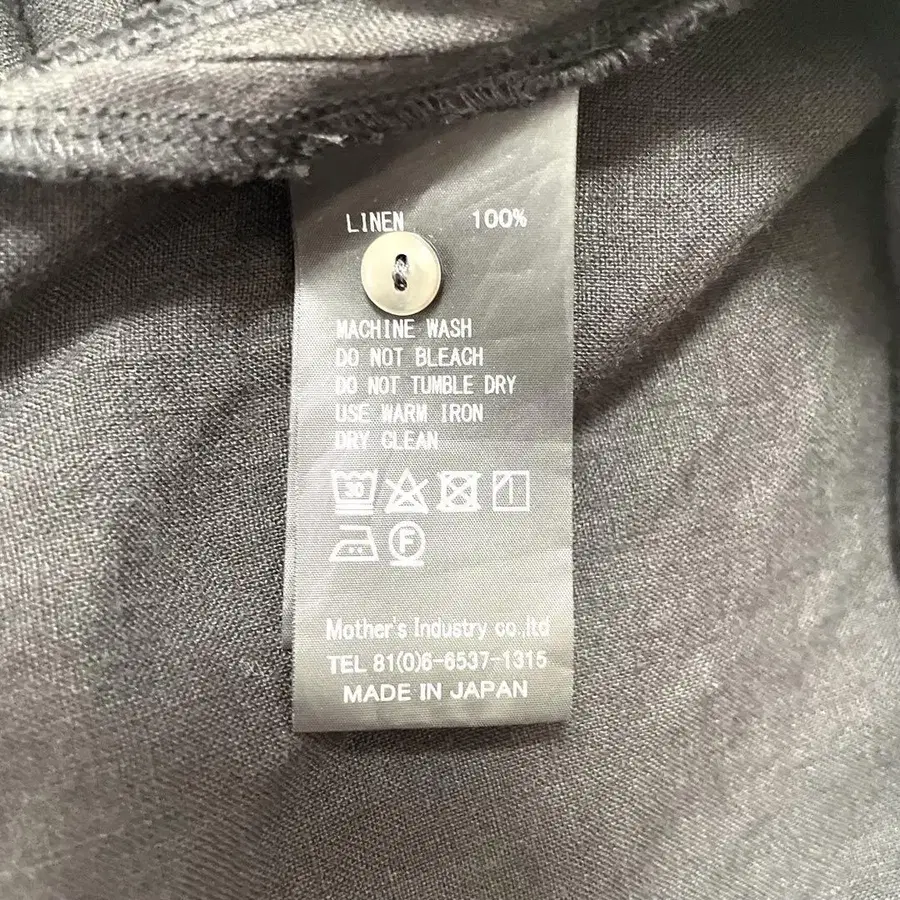 LINEN 100%
MACHINE WASH
DO NOT BLEACH
DO NOT TUMBLE DRY
USE WARM IRON
DRY CLEAN
30
F
Mother's Industry co.,ltd
TEL 81(0)6-6537-1315
MADE IN JAPAN